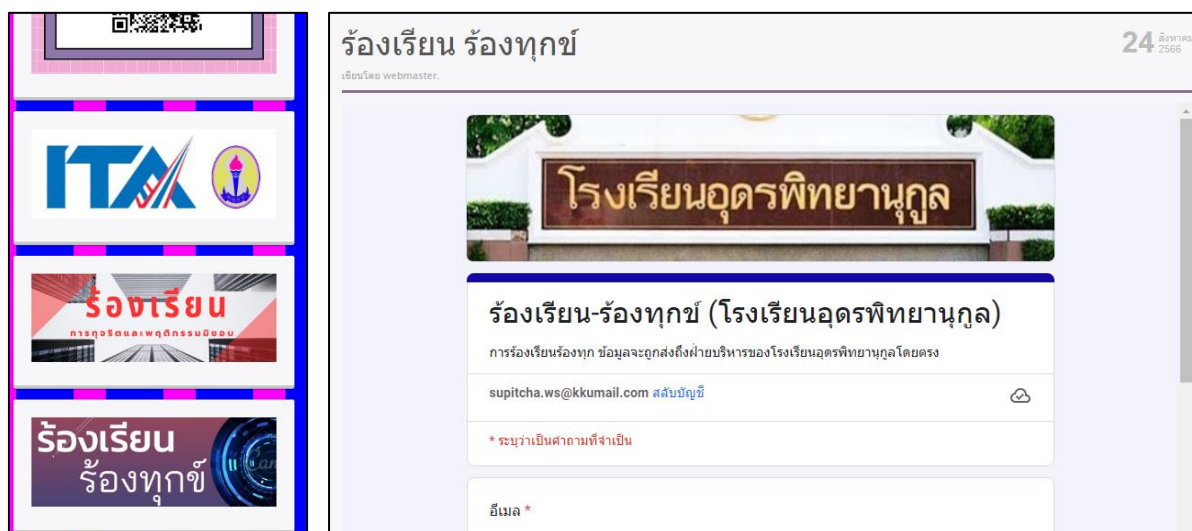 ITA
ร้องเรียน
การทุจริตและพฤติกรรมมิชอบ
ร้องเรียน
ร้องทุกข์
ร้องเรียน ร้องทุกข์
เขียนโดย webmaster.
24 สิงหาคม
2566
โรงเรียนอุดรพิทยานุกูล
ร้องเรียน-ร้องทุกข์ (โรงเรียนอุดรพิทยานุกูล)
การร้องเรียนร้องทุก ข้อมูลจะถูกส่งถึงฝ่ายบริหารของโรงเรียนอุดรพิทยานุกูลโดยตรง
supitcha.ws@kkumail.com สลับบัญชี
* ระบุว่าเป็นคำถามที่จำเป็น
อีเมล *